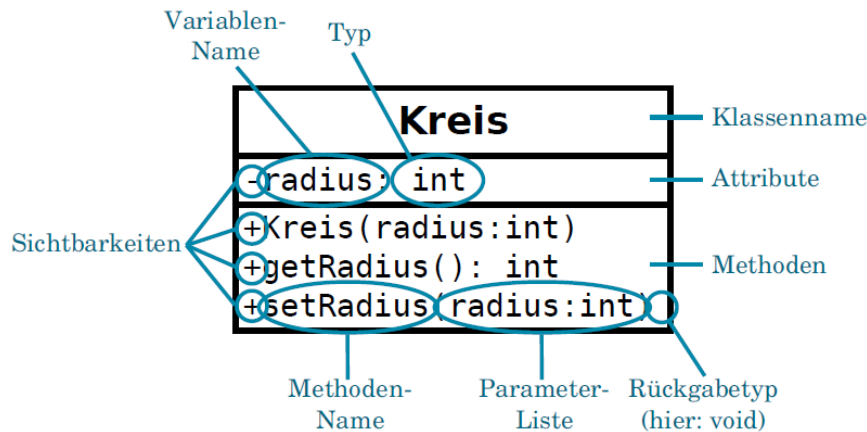 Variablen-
Name
Typ
Kreis
Klassenname
-radius: int
Attribute
Sichtbarkeiten
+Kreis(radius:int)
+getRadius(): int
Methoden
+setRadius(radius:int)
Methoden-
Name
Parameter-
Liste
Rückgabetyp
(hier: void)